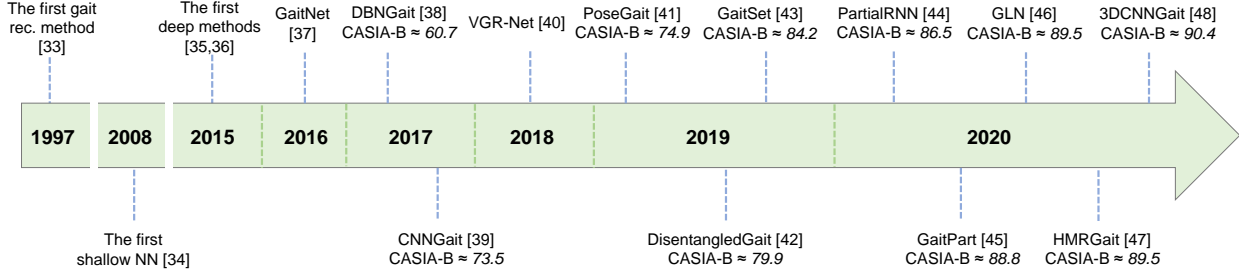 The first gait
rec. method
[33]
The first
deep methods
[35,36]
GaitNet
[37]
DBNGait [38]
CASIA-B ≈ 60.7
VGR-Net [40]
PoseGait [41]
CASIA-B ≈ 74.9
GaitSet [43]
CASIA-B ≈ 84.2
PartialRNN [44]
CASIA-B ≈ 86.5
GLN [46]
CASIA-B ≈ 89.5
3DCNNGait [48]
CASIA-B ≈ 90.4
1997
2008
2015
2016
2017
2018
2019
2020
The first
shallow NN [34]
CNNGait [39]
CASIA-B ≈ 73.5
DisentangledGait [42]
CASIA-B ≈ 79.9
GaitPart [45]
CASIA-B ≈ 88.8
HMRGait [47]
CASIA-B ≈ 89.5